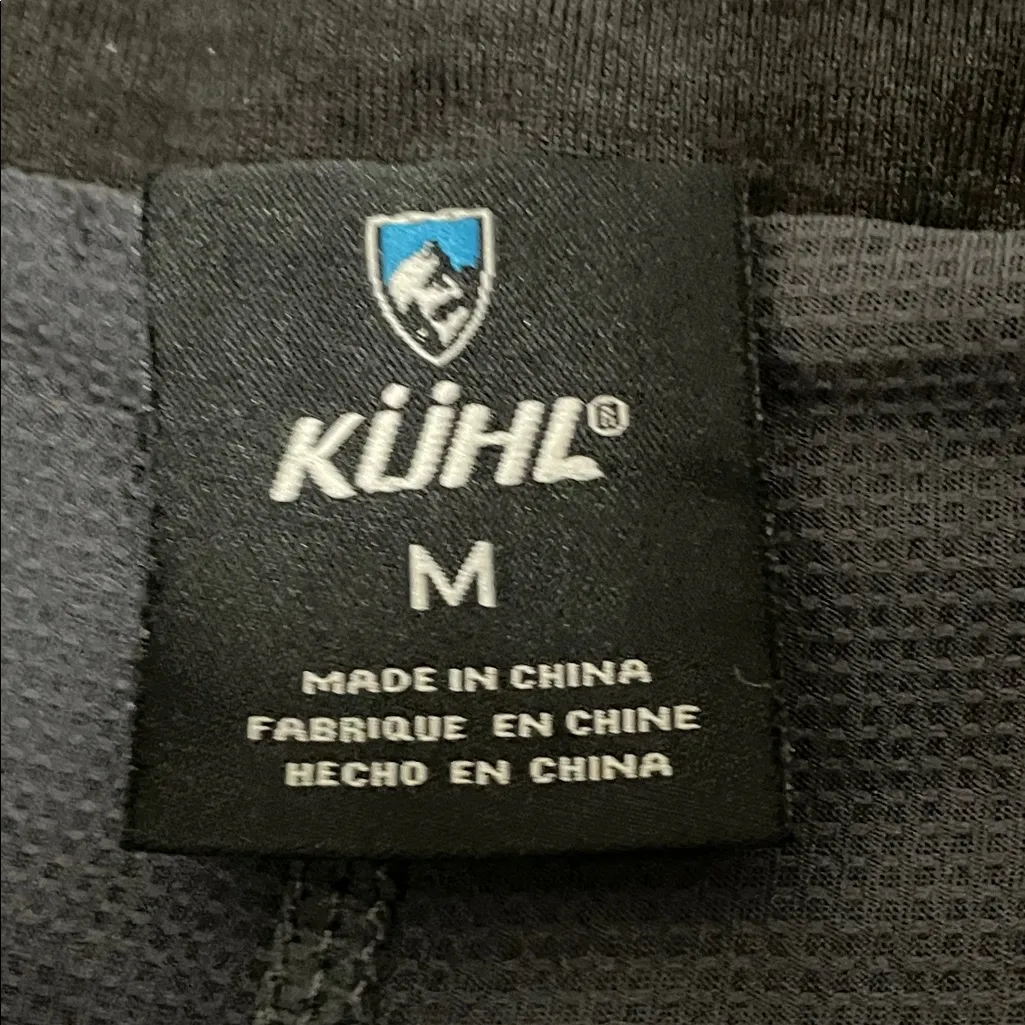 KÜHL®
M
MADE IN CHINA
FABRIQUE EN CHINE
HECHO EN CHINA